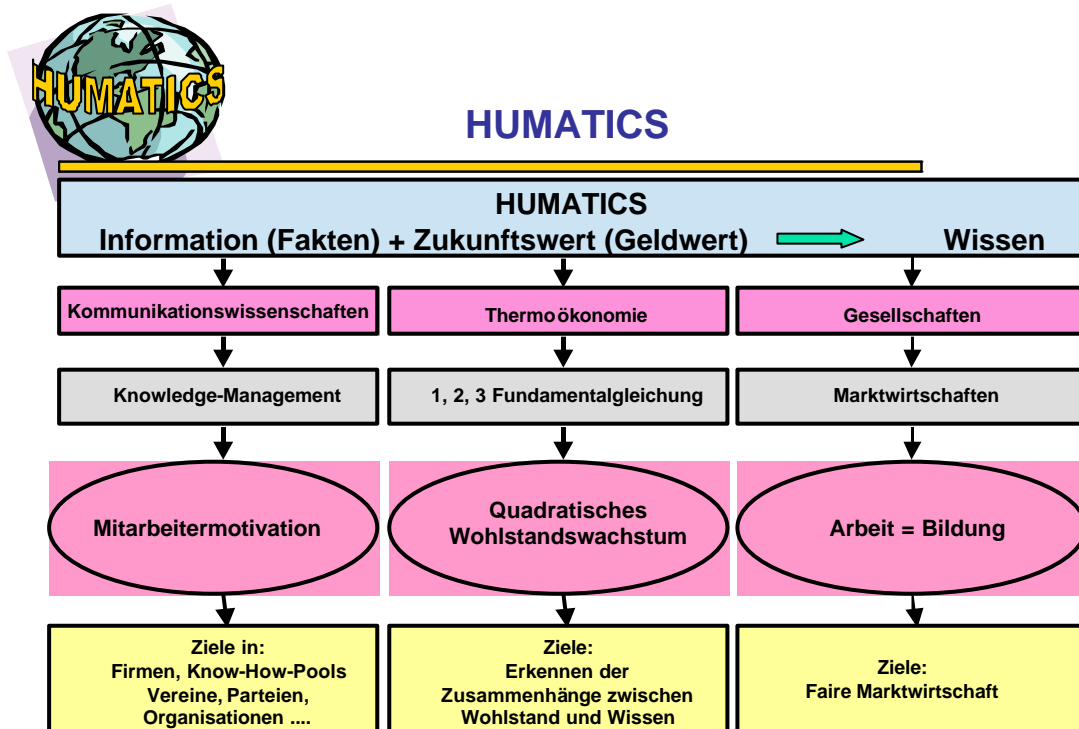 HUMATICS
HUMATICS
HUMATICS
Information (Fakten) + Zukunftswert (Geldwert) Wissen
Kommunikationswissenschaften
Thermoökonomie
Gesellschaften
Knowledge-Management
1, 2, 3 Fundamentalgleichung
Marktwirtschaften
Mitarbeitermotivation
Quadratisches
Wohlstandswachstum
Arbeit = Bildung
Ziele in:
Firmen, Know-How-Pools
Vereine, Parteien,
Organisationen ....
Ziele:
Erkennen der
Zusammenhänge zwischen
Wohlstand und Wissen
Ziele:
Faire Marktwirtschaft